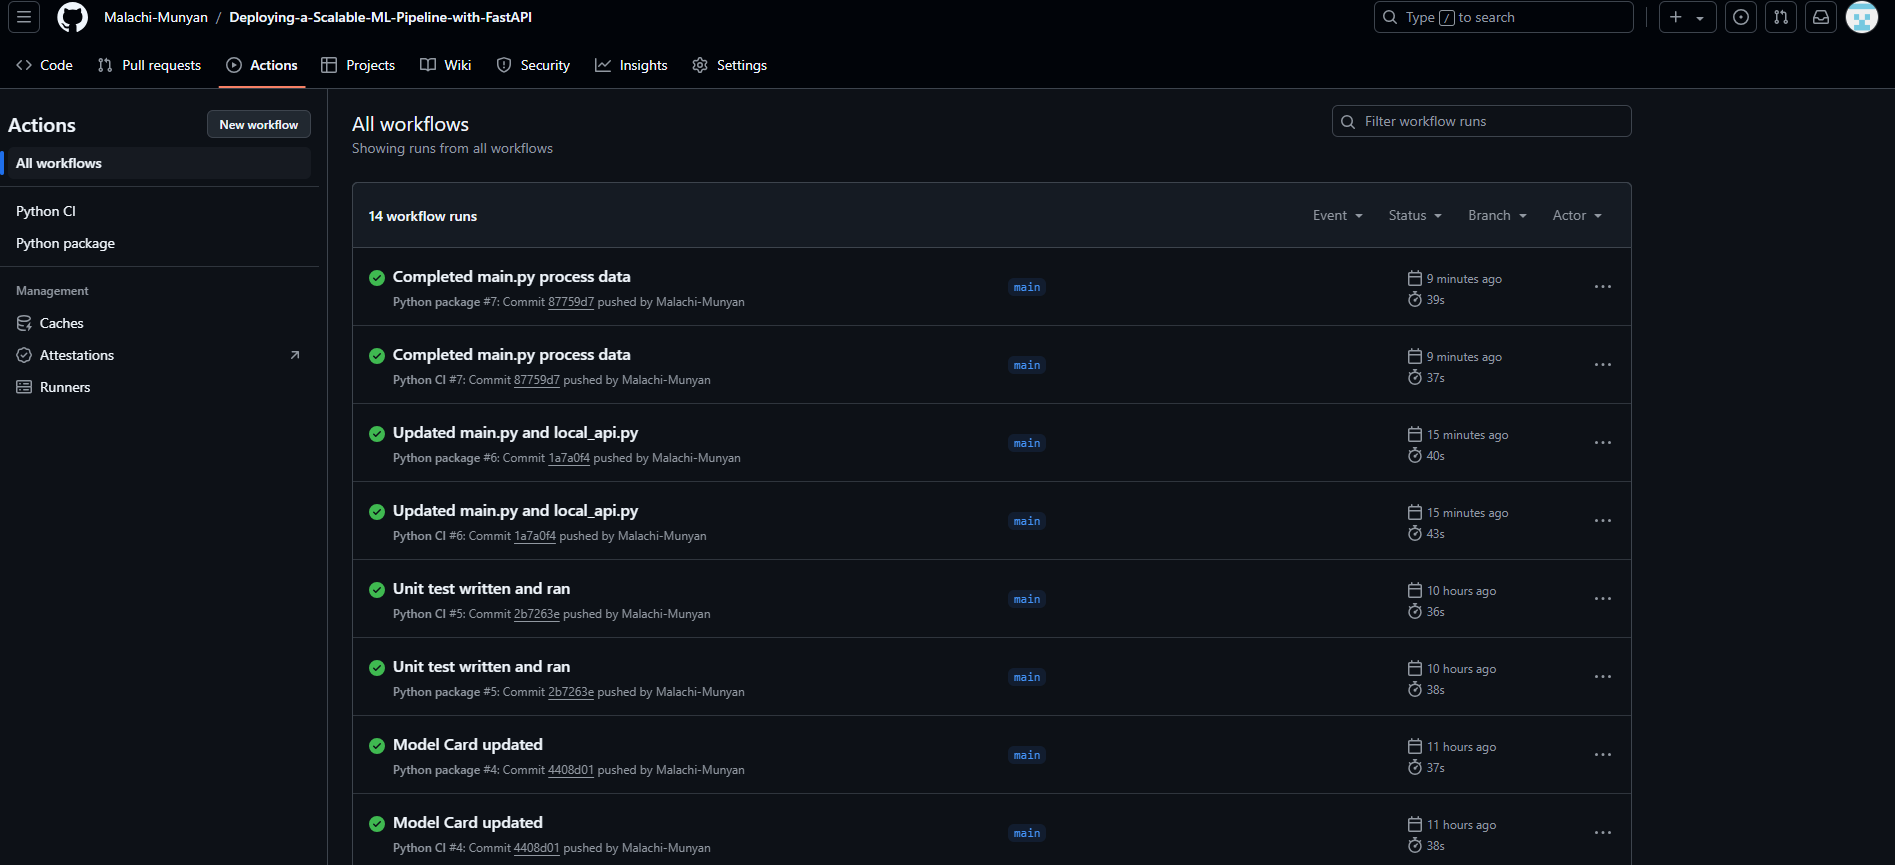 Malachi-Munyan / Deploying-a-Scalable-ML-Pipeline-with-FastAPI
Type / to search
Code Pull requests Actions Projects Wiki Security Insights Settings
Actions
New workflow
All workflows
Python CI
Python package
Management
Caches
Attestations
Runners
All workflows
Showing runs from all workflows
Filter workflow runs
14 workflow runs
Event Status Branch Actor
Completed main.py process data
Python package #7: Commit 87759d7 pushed by Malachi-Munyan
main
9 minutes ago
39s
Completed main.py process data
Python CI #7: Commit 87759d7 pushed by Malachi-Munyan
main
9 minutes ago
37s
Updated main.py and local_api.py
Python package #6: Commit 1a7a0f4 pushed by Malachi-Munyan
main
15 minutes ago
40s
Updated main.py and local_api.py
Python CI #6: Commit 1a7a0f4 pushed by Malachi-Munyan
main
15 minutes ago
43s
Unit test written and ran
Python CI #5: Commit 2b7263e pushed by Malachi-Munyan
main
10 hours ago
36s
Unit test written and ran
Python package #5: Commit 2b7263e pushed by Malachi-Munyan
main
10 hours ago
38s
Model Card updated
Python package #4: Commit 4408d01 pushed by Malachi-Munyan
main
11 hours ago
37s
Model Card updated
Python CI #4: Commit 4408d01 pushed by Malachi-Munyan
main
11 hours ago
38s